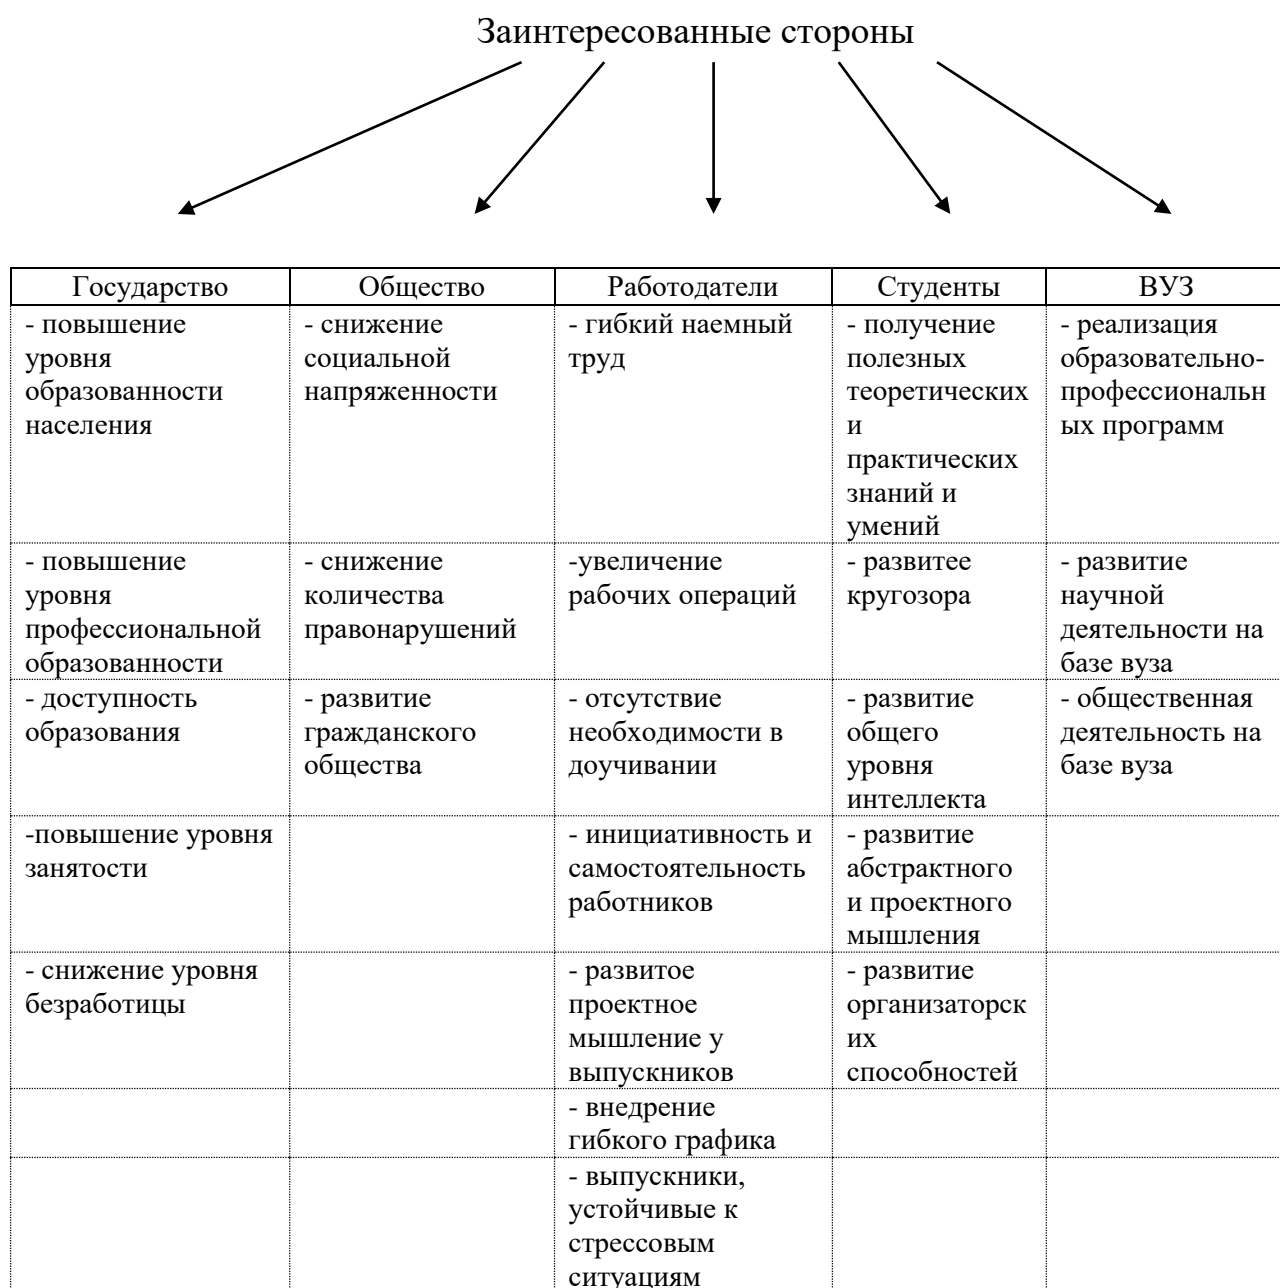 Заинтересованные стороны
Государство
Общество
Работодатели
Студенты
ВУЗ
- повышение
уровня
образованности
населения
- снижение
социальной
напряженности
- гибкий наемный
труд
- получение
полезных
теоретических
и
практических
знаний и
умений
- реализация
образовательно-
профессиональн
ых программ
- повышение
уровня
профессиональной
образованности
- снижение
количества
правонарушений
-увеличение
рабочих операций
- развитее
кругозора
- развитие
научной
деятельности на
базе вуза
- доступность
образования
- развитие
гражданского
общества
- отсутствие
необходимости в
доучивании
- развитие
общего
уровня
интеллекта
- общественная
деятельность на
базе вуза
-повышение уровня
занятости
- инициативность и
самостоятельность
работников
- развитие
абстрактного
и проектного
мышления
- снижение уровня
безработицы
- развитое
проектное
мышление у
выпускников
- развитие
организаторск
их
способностей
- внедрение
гибкого графика
- выпускники,
устойчивые к
стрессовым
ситуациям